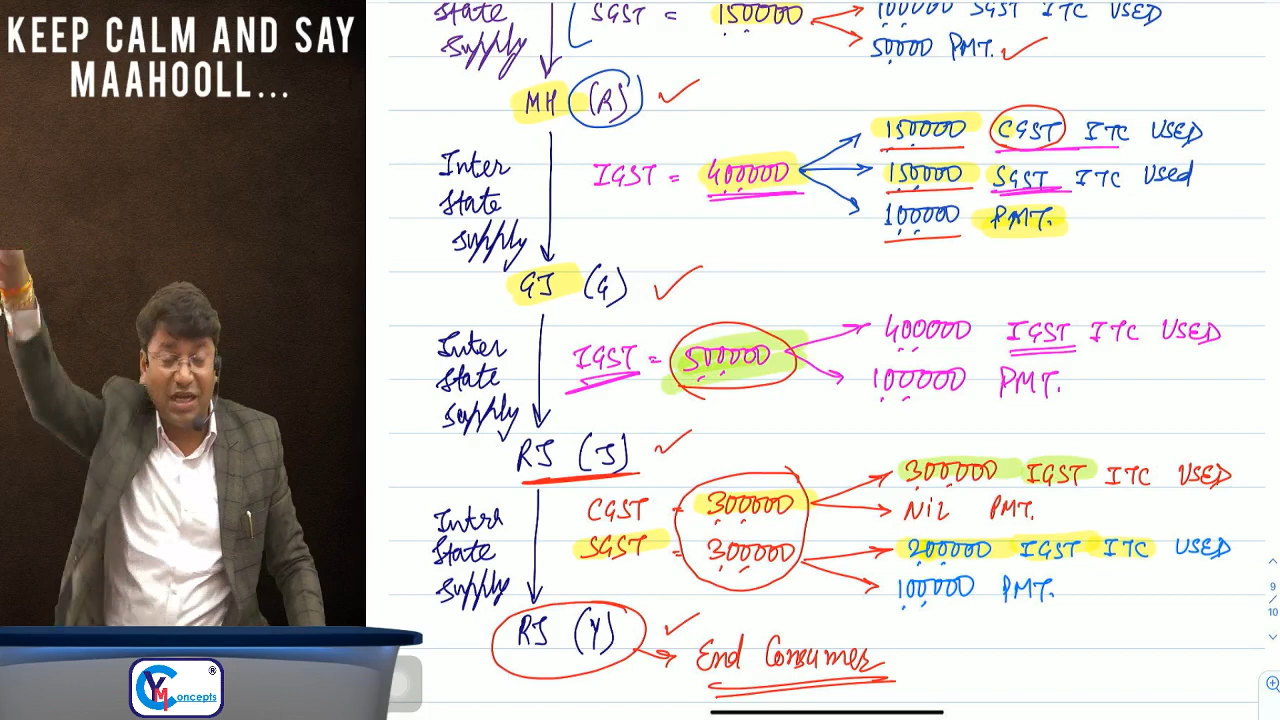 KEEP CALM AND SAY
MAAHOOLL...
State
Supply
SGST = 150000
100000 SGST ITC USED
50000 PMT.
MH (R)
Inter
State
Supply
IGST = 400000
150000 CGST ITC USED
150000 SGST ITC Used
100000 PMT.
GJ (G)
Inter
State
Supply
IGST = 500000
400000 IGST ITC USED
100000 PMT.
RJ (J)
Intra
State
Supply
CGST = 300000
300000 IGST ITC USED
Nil PMT.
SGST = 300000
200000 IGST ITC USED
100000 PMT.
RJ (Y)
End Consumer
YM Concepts ®
9
/
10